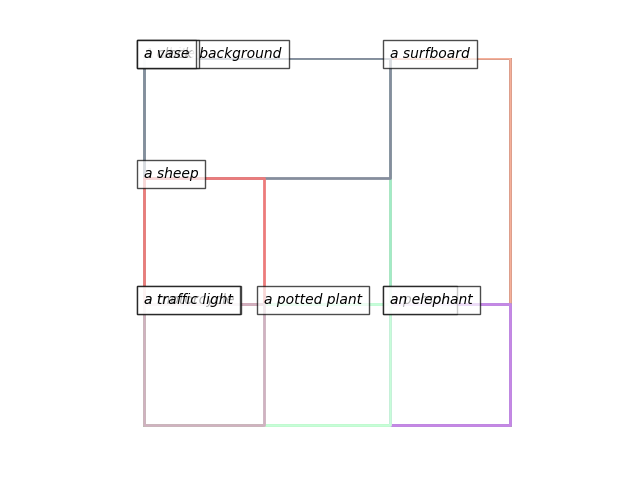 a vase background
a surfboard
a sheep
a traffic light
a potted plant
an elephant